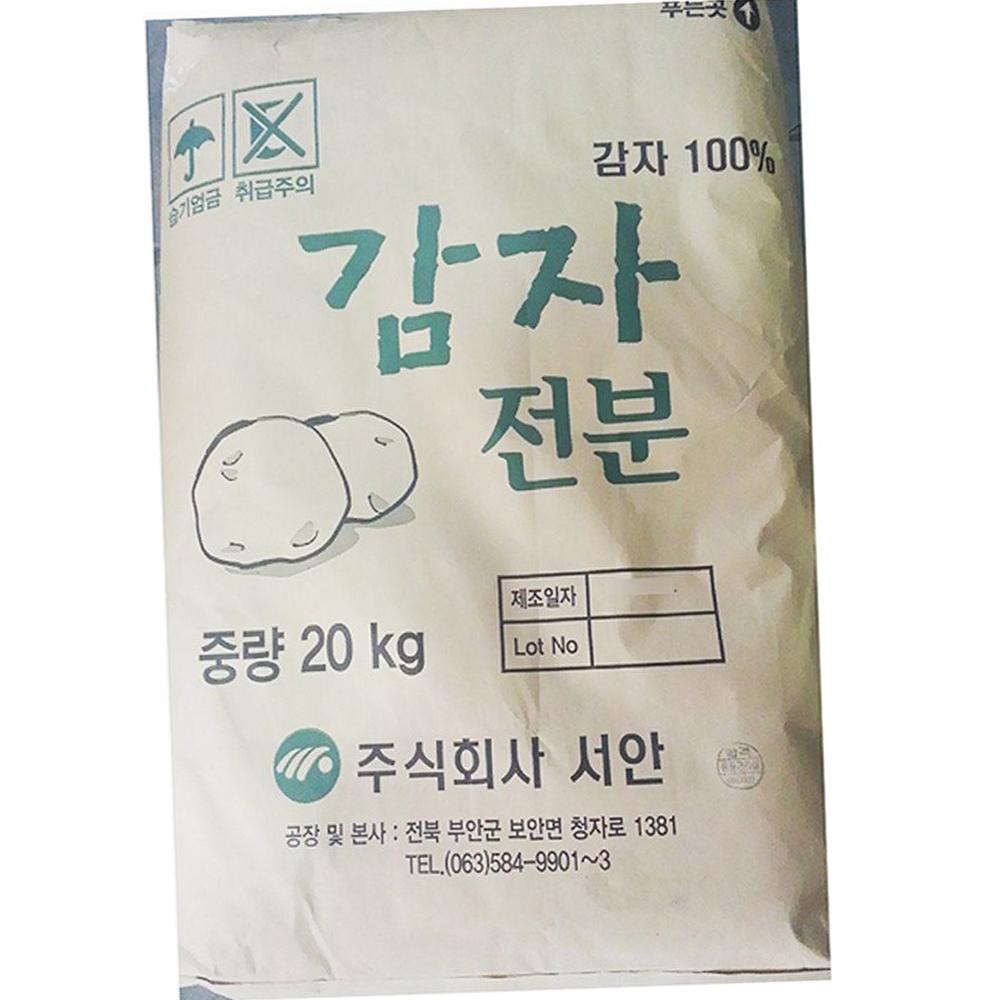 푸는곳
감자 100%
습기엄금 취급주의
감자
전분
제조일자
Lot No
중량 20 kg
주식회사 서안
공장 및 본사 : 전북 부안군 보안면 청자로 1381
TEL.(063)584-9901~3